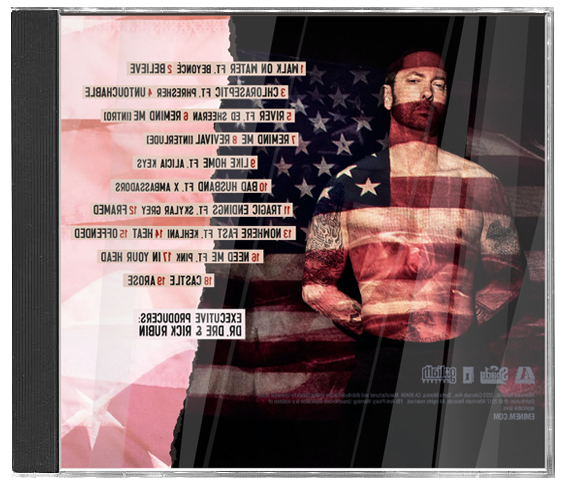 1 WALK ON WATER FT. BEYONCÉ 2 BELIEVE
3 CHLORASEPTIC FT. PHRESHER 4 UNTOUCHABLE
5 RIVER FT. ED SHEERAN 6 REMIND ME (INTRO)
7 REMIND ME 8 REVIVAL (INTERLUDE)
9 LIKE HOME FT. ALICIA KEYS
10 BAD HUSBAND FT. X AMBASSADORS
11 TRAGIC ENDINGS FT. SKYLAR GREY 12 FRAMED
13 NOWHERE FAST FT. KEHLANI 14 HEAT 15 OFFENDED
16 NEED ME FT. PINK 17 IN YOUR HEAD
18 CASTLE 19 AROSE
EXECUTIVE PRODUCERS:
DR. DRE & RICK RUBIN
Shady
EMINEM.COM